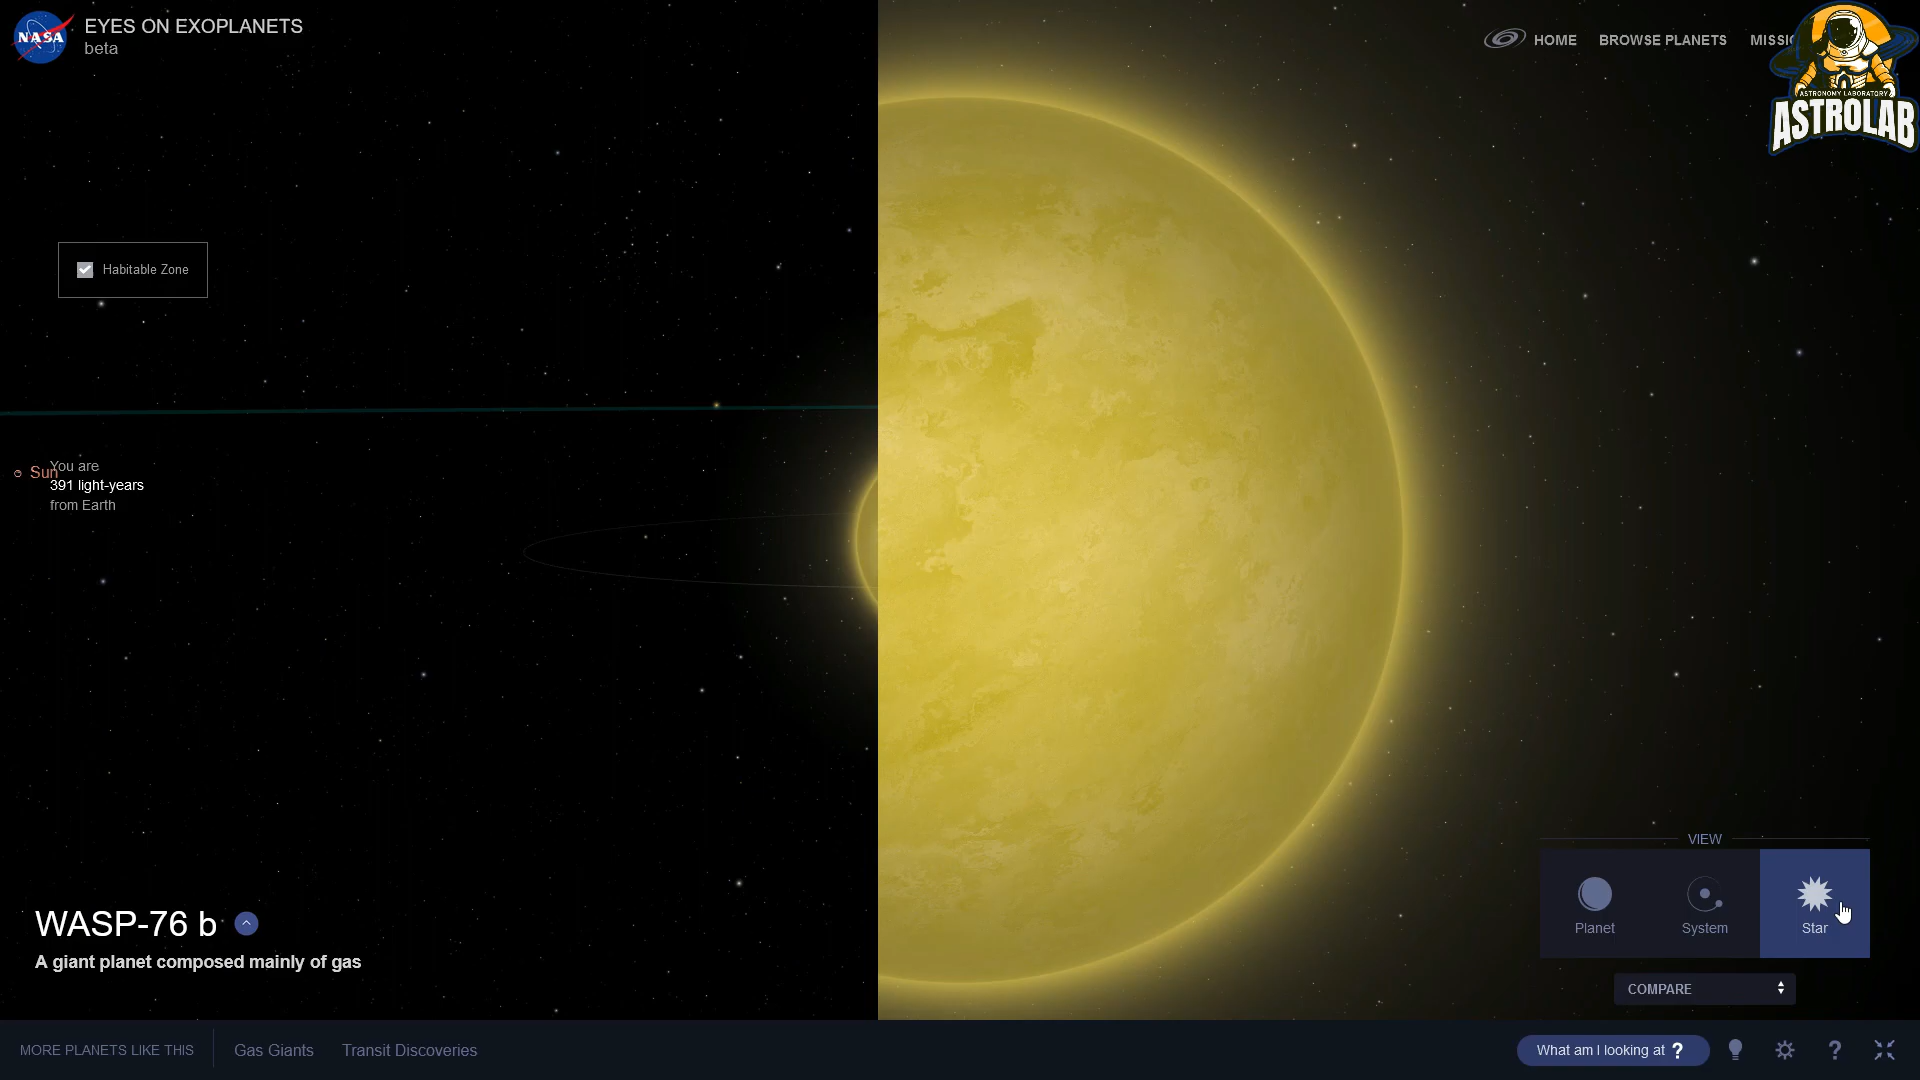 NASA
EYES ON EXOPLANETS
beta
HOME
BROWSE PLANETS
ASTRONOMY LABORATORY
ASTROLAB
Habitable Zone
Sun
You are
391 light-years
from Earth
WASP-76 b
A giant planet composed mainly of gas
VIEW
Planet
System
Star
COMPARE
MORE PLANETS LIKE THIS
Gas Giants
Transit Discoveries
What am I looking at ?
?